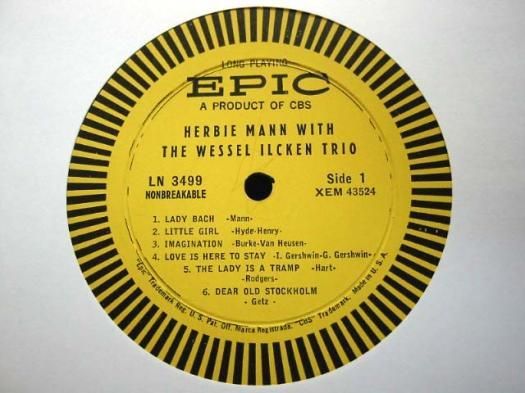 LONG PLAYING
EPIC
A PRODUCT OF CBS
HERBIE MANN WITH
THE WESSEL ILCKEN TRIO
LN 3499 Side 1
NONBREAKABLE XEM 43524
1. LADY BACH -Mann-
2. LITTLE GIRL -Hyde-Henry-
3. IMAGINATION -Burke-Van Heusen-
4. LOVE IS HERE TO STAY -I. Gershwin-G. Gershwin-
5. THE LADY IS A TRAMP -Hart-
-Rodgers-
6. DEAR OLD STOCKHOLM
- Getz -
"Epic" Trademark Reg. U. S. Pat. Off. Marca Registrada. "CBS" Trademark. Made in U. S. A.